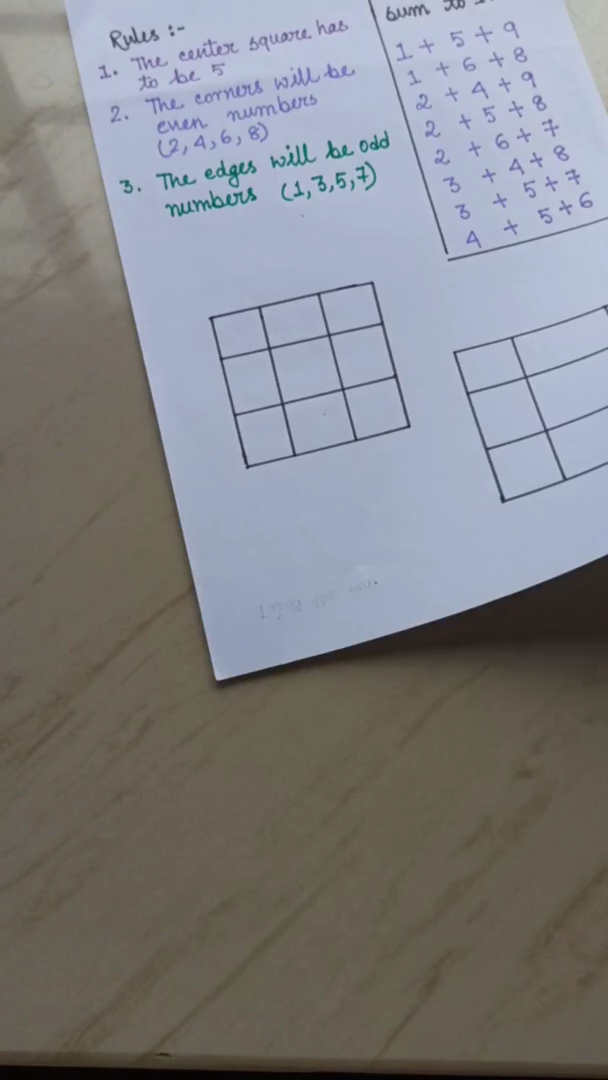 Rules :-
1. The center square has
to be 5
2. The corners will be
even numbers
(2, 4, 6, 8)
3. The edges will be odd
numbers (1,3,5,7)
sum to
1 + 5 + 9
1 + 6 + 8
2 + 4 + 9
2 + 5 + 8
2 + 6 + 7
3 + 4 + 8
3 + 5 + 7
4 + 5 + 6